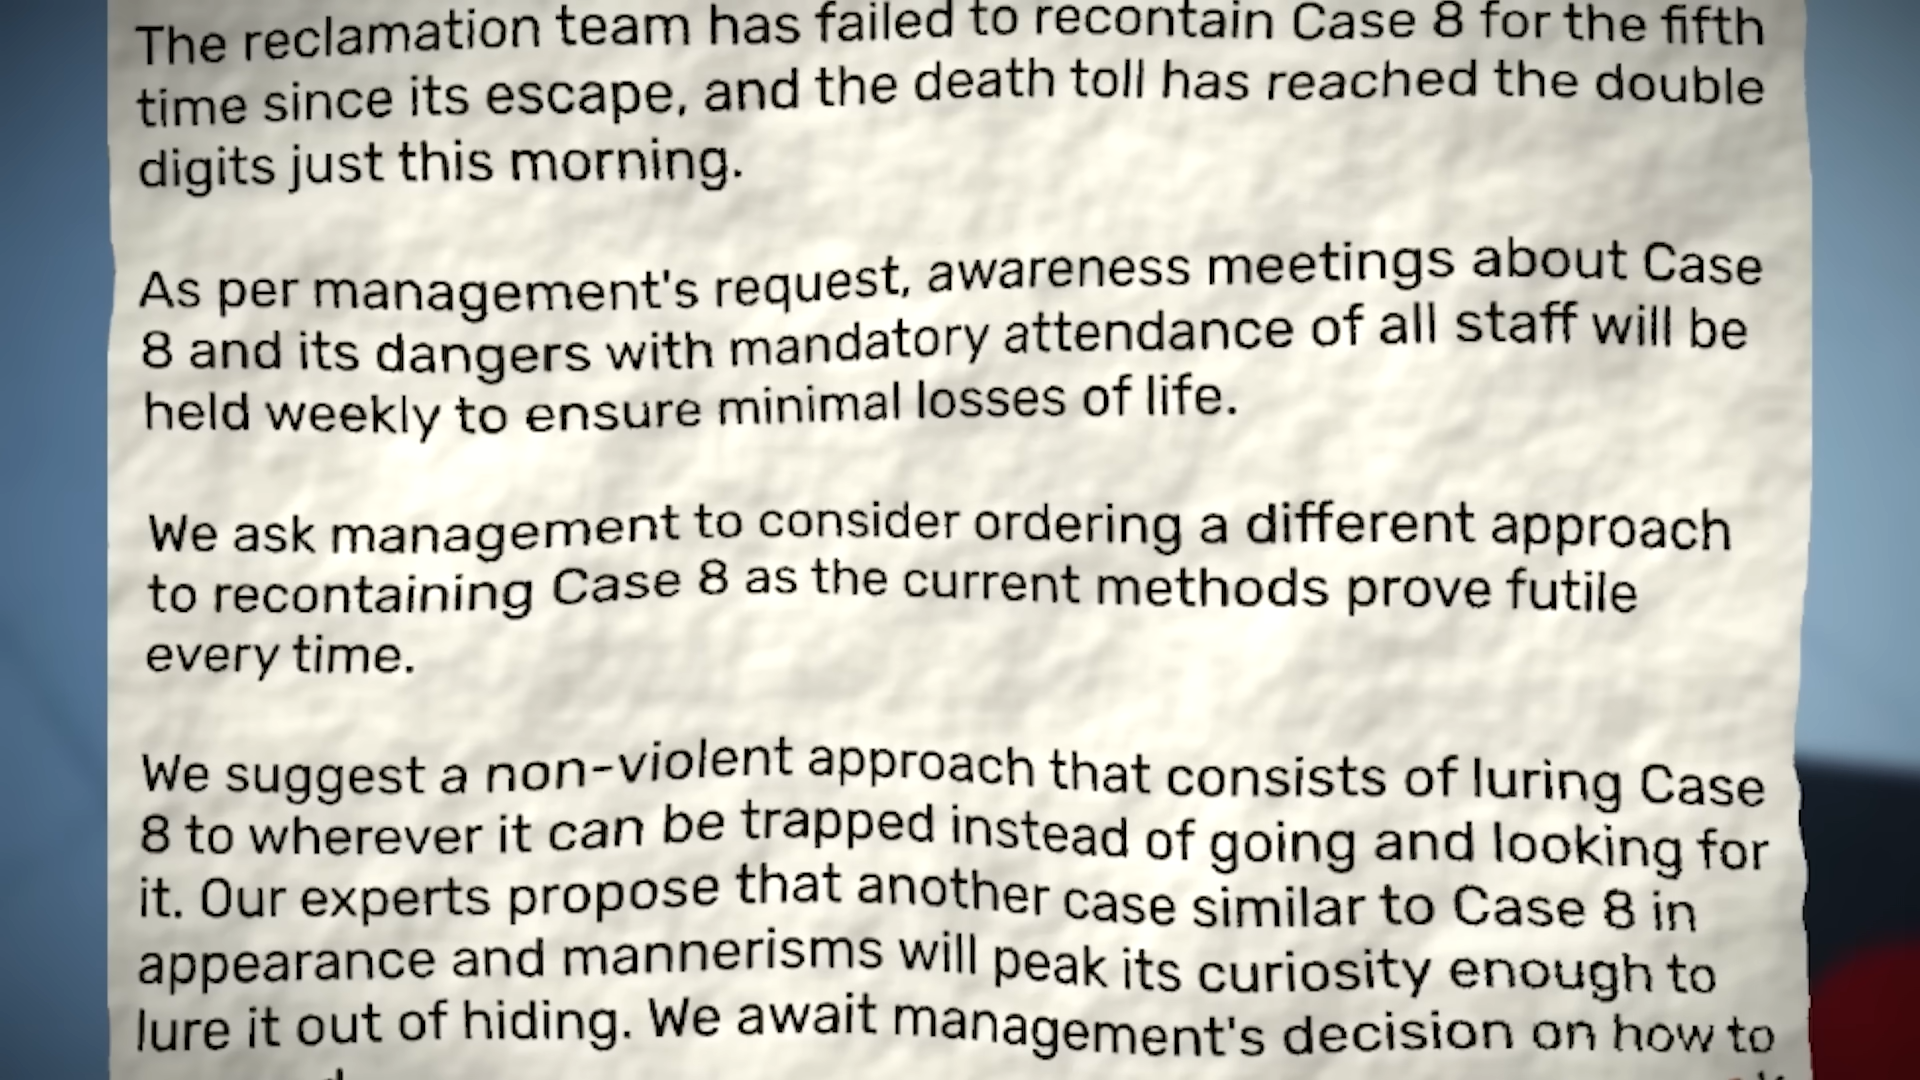 The reclamation team has failed to recontain Case 8 for the fifth
time since its escape, and the death toll has reached the double
digits just this morning.
As per management's request, awareness meetings about Case
8 and its dangers with mandatory attendance of all staff will be
held weekly to ensure minimal losses of life.
We ask management to consider ordering a different approach
to recontaining Case 8 as the current methods prove futile
every time.
We suggest a non-violent approach that consists of luring Case
8 to wherever it can be trapped instead of going and looking for
it. Our experts propose that another case similar to Case 8 in
appearance and mannerisms will peak its curiosity enough to
lure it out of hiding. We await management's decision on how to